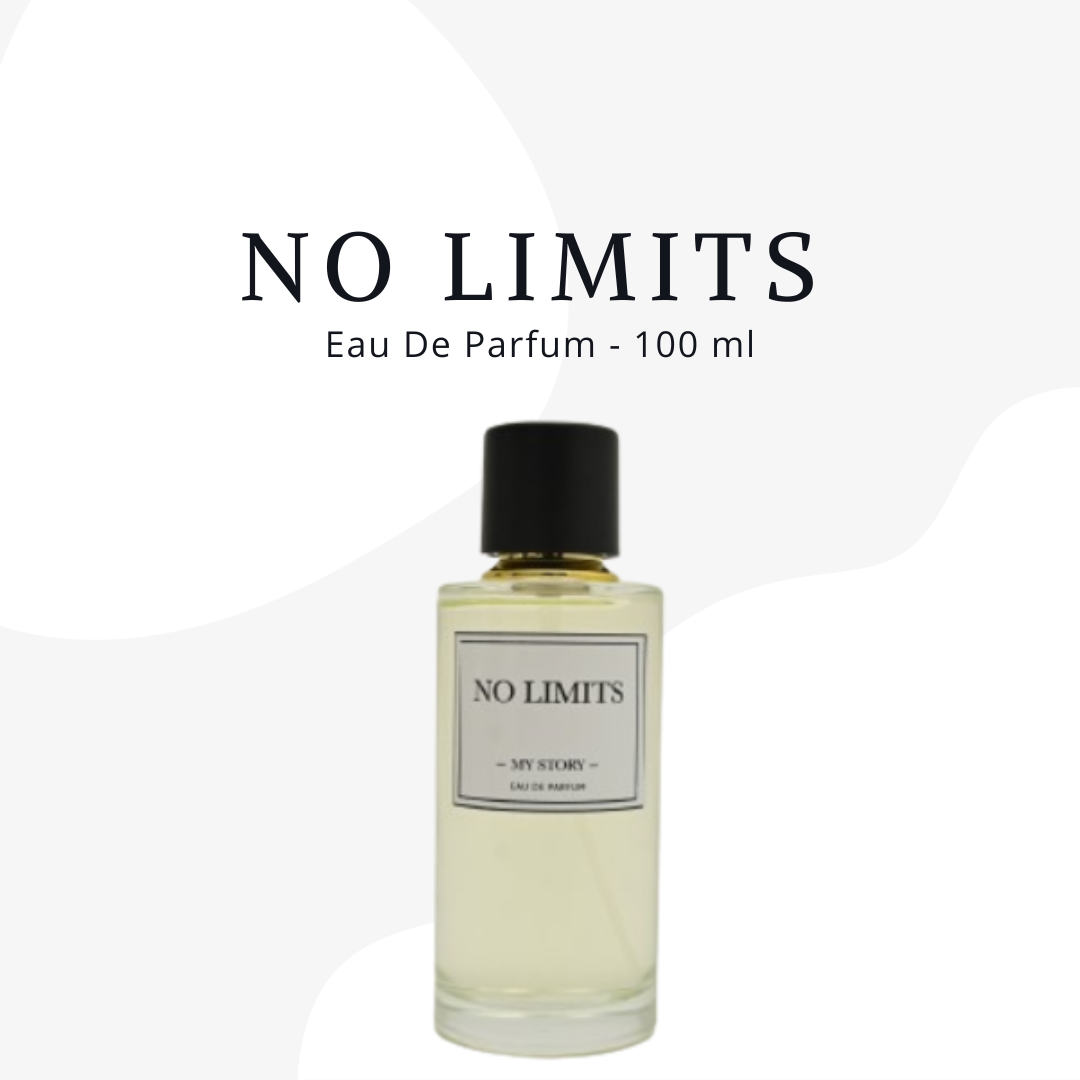 NO LIMITS
Eau De Parfum - 100 ml
NO LIMITS
– MY STORY –
EAU DE PARFUM